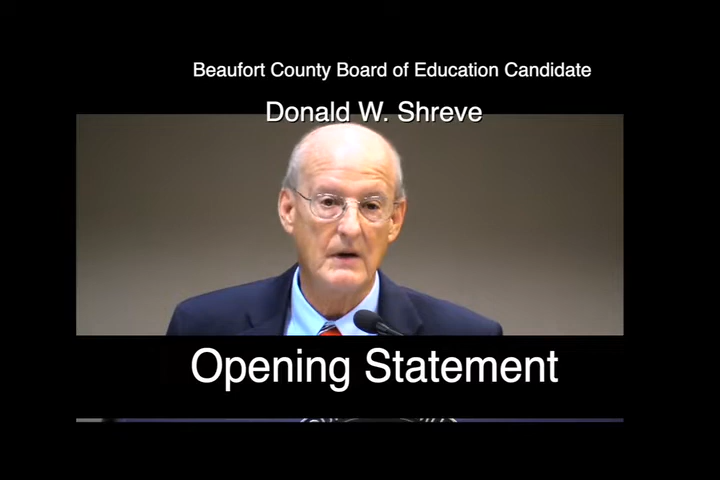 Beaufort County Board of Education Candidate
Donald W. Shreve
Opening Statement